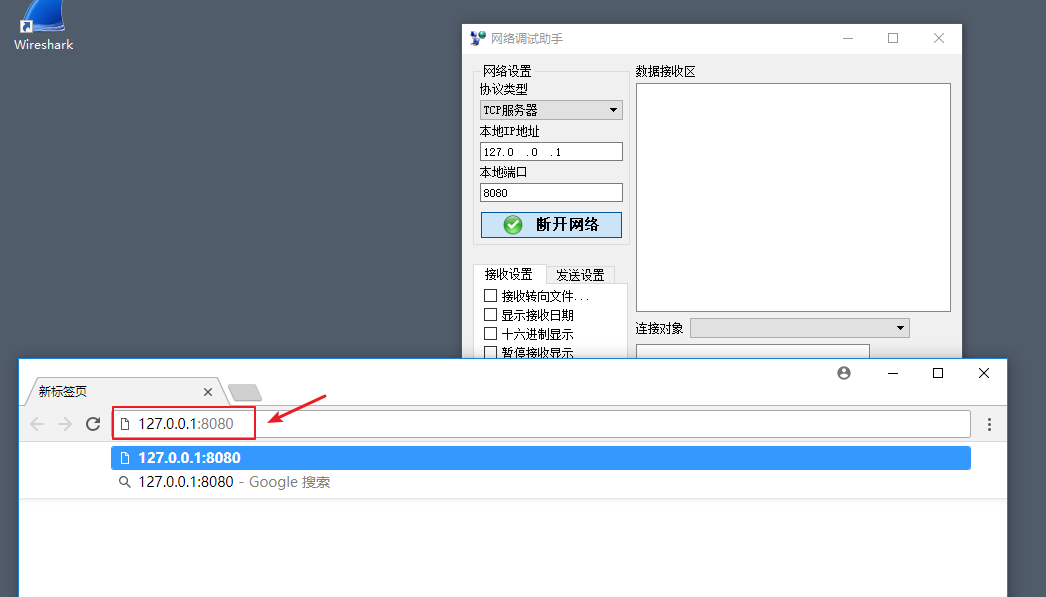 Wireshark
网络调试助手
网络设置
协议类型
TCP服务器
本地IP地址
127.0 .0 .1
本地端口
8080
断开网络
接收设置 发送设置
接收转向文件...
显示接收日期
十六进制显示
暂停接收显示
数据接收区
连接对象
新标签页
127.0.0.1:8080
127.0.0.1:8080
127.0.0.1:8080 - Google 搜索